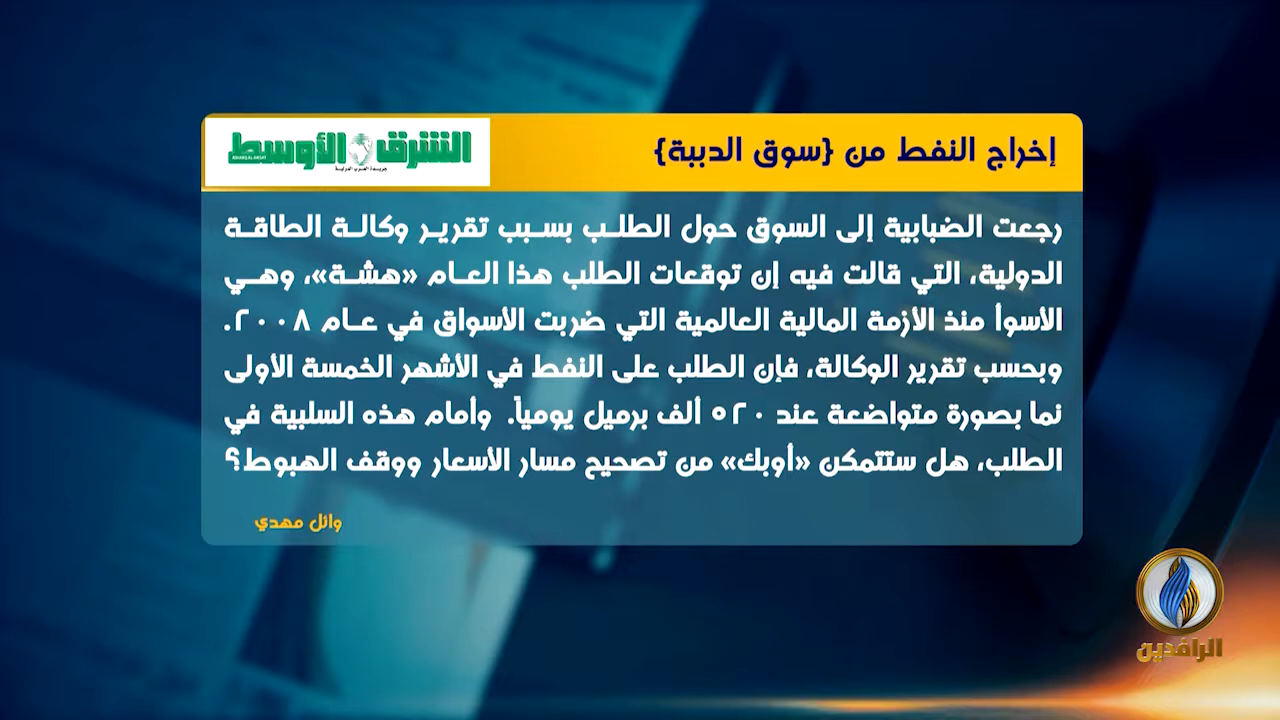 إخراج النفط من {سوق الدببة}
الشرق الأوسط
جريدة العرب الدولية
رجعت الضبابية إلى السوق حول الطلب بسبب تقرير وكالة الطاقة
الدولية، التي قالت فيه إن توقعات الطلب هذا العام «هشة»، وهي
الأسوأ منذ الأزمة المالية العالمية التي ضربت الأسواق في عام ٢٠٠٨.
وبحسب تقرير الوكالة، فإن الطلب على النفط في الأشهر الخمسة الأولى
نما بصورة متواضعة عند ٥٢٠ ألف برميل يومياً. وأمام هذه السلبية في
الطلب، هل ستتمكن «أوبك» من تصحيح مسار الأسعار ووقف الهبوط؟
وائل مهدي
الرافدين